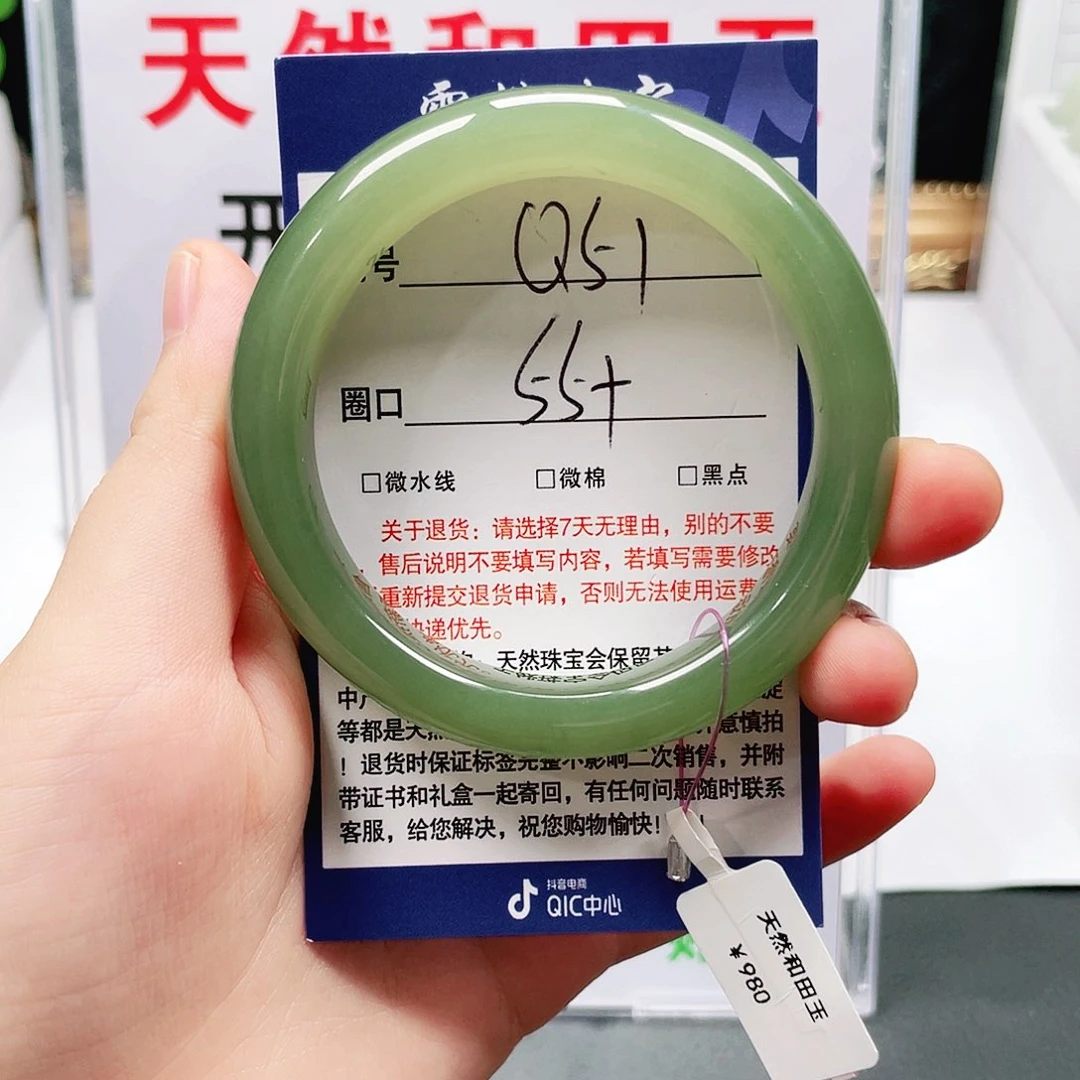 天然和田玉
开
号 Q51
圈口 55+
□微水线 □微棉 □黑点
关于退货：请选择7天无理由，别的不要
售后说明不要填写内容，若填写需要修改
重新提交退货申请，否则无法使用运费
递优先。
天然珠宝会保留
中
等都是天然 意慎拍
！退货时保证标签完整不影响二次销售，并附
带证书和礼盒一起寄回，有任何问题随时联系
客服，给您解决，祝您购物愉快！
抖音电商
QIC中心
天然和田玉
¥980